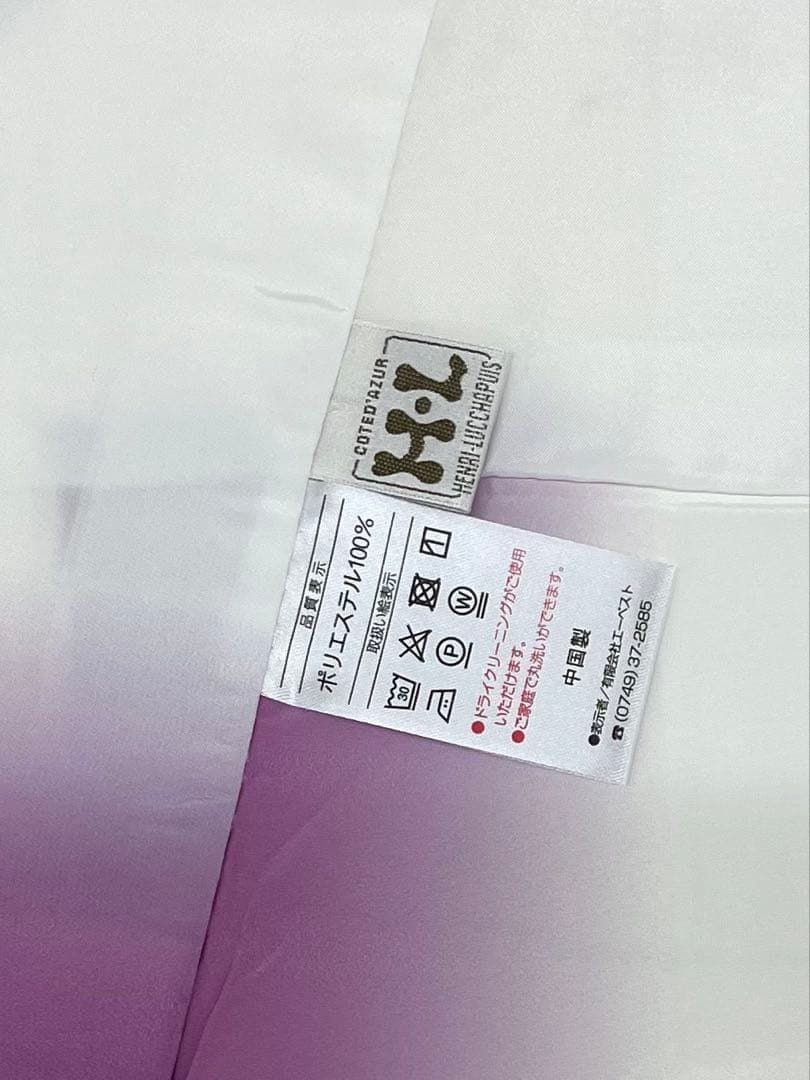 COTED'AZUR
H·L
HENRI·LUCCHAPUIS
品質表示
ポリエステル100%
取扱い絵表示
30
P W
●ドライクリーニングがご使用
いただけます。
●ご家庭で丸洗いができます。
中国製
●表示者/有限会社エーベスト
☎(0749)37-2585